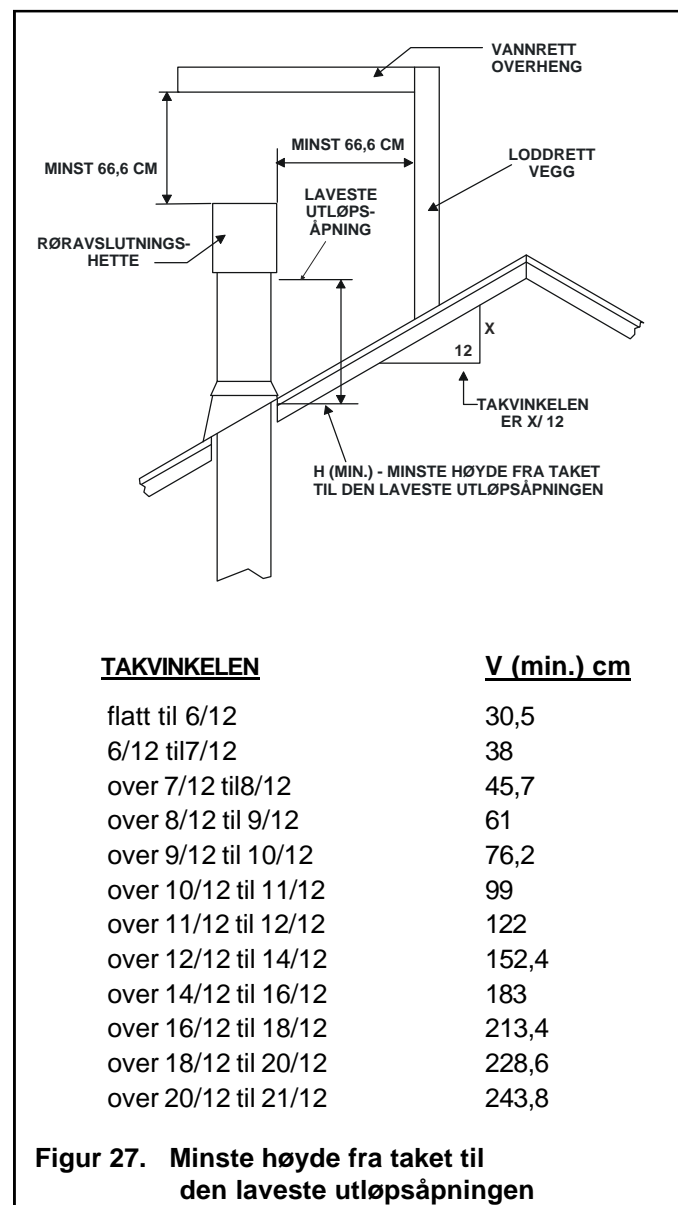 VANNRETT
OVERHENG
MINST 66,6 CM
MINST 66,6 CM
LODDRETT
VEGG
LAVESTE
UTLØPS-
ÅPNING
RØRAVSLUTNINGS-
HETTE
X
12
TAKVINKELEN
ER X/ 12
H (MIN.) - MINSTE HØYDE FRA TAKET
TIL DEN LAVESTE UTLØPSÅPNINGEN
TAKVINKELEN V (min.) cm
flatt til 6/12 30,5
6/12 til7/12 38
over 7/12 til8/12 45,7
over 8/12 til 9/12 61
over 9/12 til 10/12 76,2
over 10/12 til 11/12 99
over 11/12 til 12/12 122
over 12/12 til 14/12 152,4
over 14/12 til 16/12 183
over 16/12 til 18/12 213,4
over 18/12 til 20/12 228,6
over 20/12 til 21/12 243,8
Figur 27. Minste høyde fra taket til
den laveste utløpsåpningen